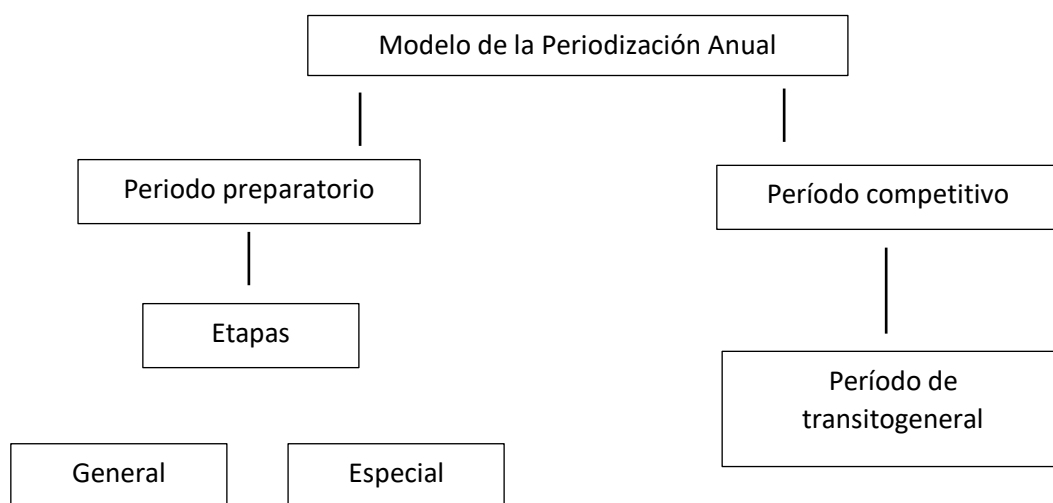 Modelo de la Periodización Anual
Periodo preparatorio
Período competitivo
Etapas
Período de
transitogeneral
General
Especial